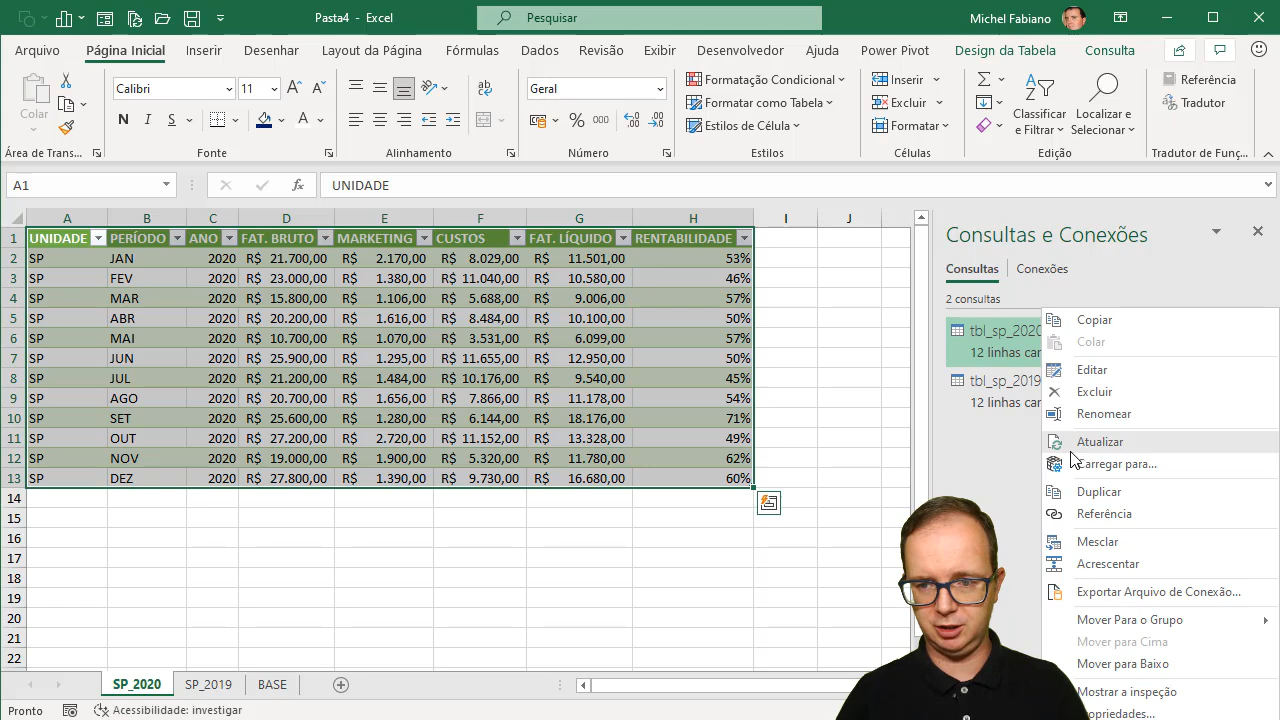 Pasta4 - Excel
Pesquisar
Michel Fabiano
Arquivo Página Inicial Inserir Desenhar Layout da Página Fórmulas Dados Revisão Exibir Desenvolvedor Ajuda Power Pivot Design da Tabela Consulta
Colar
Calibri 11
Geral
Formatação Condicional
Formatar como Tabela
Estilos de Célula
Inserir
Excluir
Formatar
Classificar e Filtrar
Localizar e Selecionar
Referência
Tradutor
N I S
A
ab
% 000
Área de Trans... Fonte Alinhamento Número Estilos Células Edição Tradutor de Funç...
A1 fx UNIDADE
A B C D E F G H I J
1 UNIDADE PERÍODO ANO FAT. BRUTO MARKETING CUSTOS FAT. LÍQUIDO RENTABILIDADE
2 SP JAN 2020 R$ 21.700,00 R$ 2.170,00 R$ 8.029,00 R$ 11.501,00 53%
3 SP FEV 2020 R$ 23.000,00 R$ 1.380,00 R$ 11.040,00 R$ 10.580,00 46%
4 SP MAR 2020 R$ 15.800,00 R$ 1.106,00 R$ 5.688,00 R$ 9.006,00 57%
5 SP ABR 2020 R$ 20.200,00 R$ 1.616,00 R$ 8.484,00 R$ 10.100,00 50%
6 SP MAI 2020 R$ 10.700,00 R$ 1.070,00 R$ 3.531,00 R$ 6.099,00 57%
7 SP JUN 2020 R$ 25.900,00 R$ 1.295,00 R$ 11.655,00 R$ 12.950,00 50%
8 SP JUL 2020 R$ 21.200,00 R$ 1.484,00 R$ 10.176,00 R$ 9.540,00 45%
9 SP AGO 2020 R$ 20.700,00 R$ 1.656,00 R$ 7.866,00 R$ 11.178,00 54%
10 SP SET 2020 R$ 25.600,00 R$ 1.280,00 R$ 6.144,00 R$ 18.176,00 71%
11 SP OUT 2020 R$ 27.200,00 R$ 2.720,00 R$ 11.152,00 R$ 13.328,00 49%
12 SP NOV 2020 R$ 19.000,00 R$ 1.900,00 R$ 5.320,00 R$ 11.780,00 62%
13 SP DEZ 2020 R$ 27.800,00 R$ 1.390,00 R$ 9.730,00 R$ 16.680,00 60%
14
15
16
17
18
19
20
21
22
Consultas e Conexões
Consultas Conexões
2 consultas
tbl_sp_2020
12 linhas car
tbl_sp_2019
12 linhas car
Copiar
Colar
Editar
Excluir
Renomear
Atualizar
Carregar para...
Duplicar
Referência
Mesclar
Acrescentar
Exportar Arquivo de Conexão...
Mover Para o Grupo
Mover para Cima
Mover para Baixo
Mostrar a inspeção
opriedades...
SP_2020 SP_2019 BASE
Pronto Acessibilidade: investigar